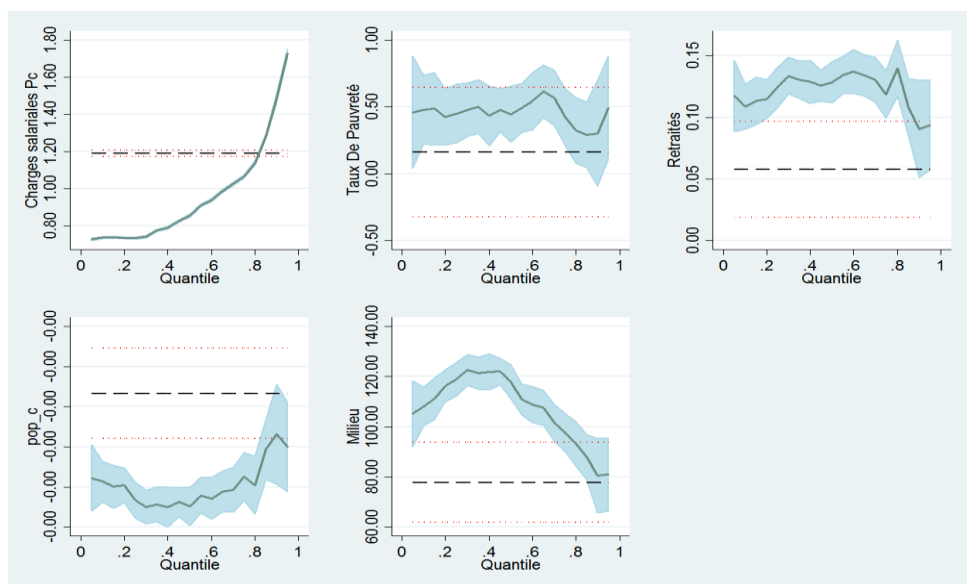 Charges salariales Pc
1.80
1.60
1.40
1.20
1.00
0.80
0 .2 .4 .6 .8 1
Quantile
Taux De Pauvreté
1.00
0.50
0.00
-0.50
0 .2 .4 .6 .8 1
Quantile
Retraités
0.15
0.10
0.05
0.00
0 .2 .4 .6 .8 1
Quantile
pop_c
-0.00
-0.00
-0.00
-0.00
-0.00
-0.00
0 .2 .4 .6 .8 1
Quantile
Milieu
140.00
120.00
100.00
80.00
60.00
0 .2 .4 .6 .8 1
Quantile